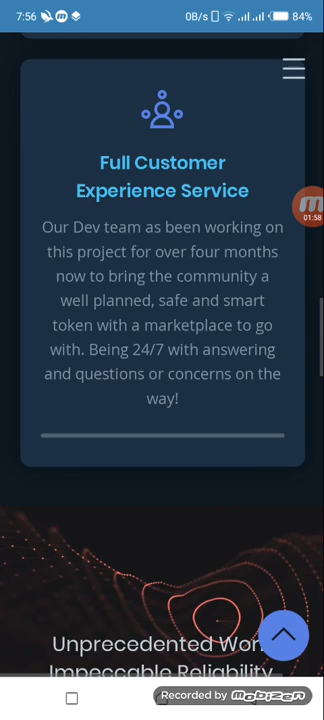 7:56
0B/s
84%
Full Customer
Experience Service
01:58
Our Dev team as been working on
this project for over four months
now to bring the community a
well planned, safe and smart
token with a marketplace to go
with. Being 24/7 with answering
and questions or concerns on the
way!
Unprecedented
Impeccable Reliability
Recorded by mobizen